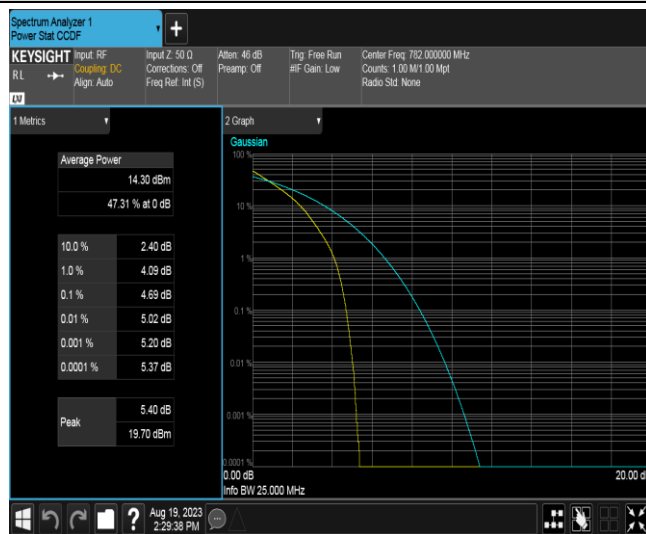 Spectrum Analyzer 1
Power Stat CCDF
+
KEYSIGHT
RL
LXI
Input: RF
Coupling: DC
Align: Auto
Input Z: 50 Ω
Corrections: Off
Freq Ref: Int (S)
Atten: 46 dB
Preamp: Off
Trig: Free Run
#IF Gain: Low
Center Freq: 782.000000 MHz
Counts: 1.00 M/1.00 Mpt
Radio Std: None
1 Metrics
Average Power
14.30 dBm
47.31 % at 0 dB
10.0 % 2.40 dB
1.0 % 4.09 dB
0.1 % 4.69 dB
0.01 % 5.02 dB
0.001 % 5.20 dB
0.0001 % 5.37 dB
Peak
5.40 dB
19.70 dBm
2 Graph
Gaussian
100 %
10 %
1 %
0.1 %
0.01 %
0.001 %
0.0001 %
0.00 dB
20.00 d
Info BW 25.000 MHz
?
Aug 19, 2023
2:29:38 PM